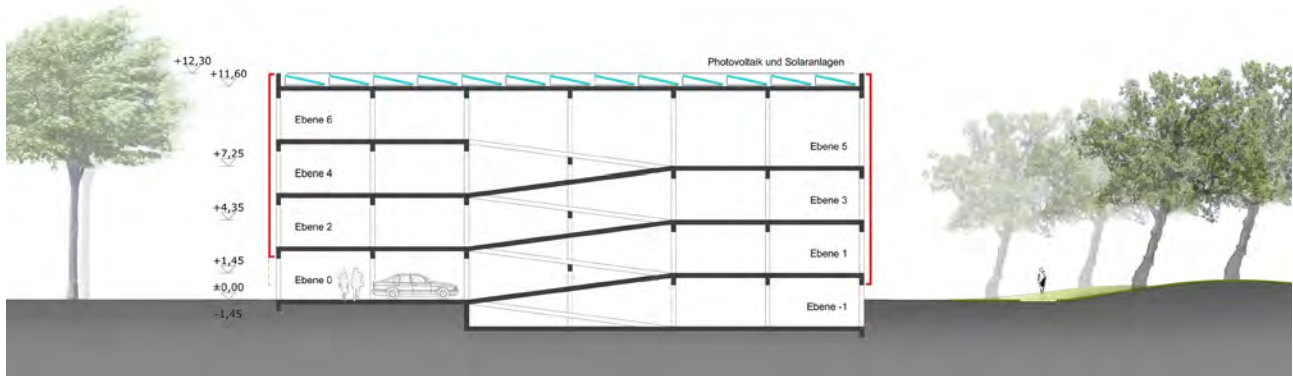 +12,30
Photovoltaik und Solaranlagen
+11,60
Ebene 6
Ebene 5
+7,25
Ebene 4
Ebene 3
+4,35
Ebene 2
Ebene 1
+1,45
Ebene 0
±0,00
Ebene -1
-1,45